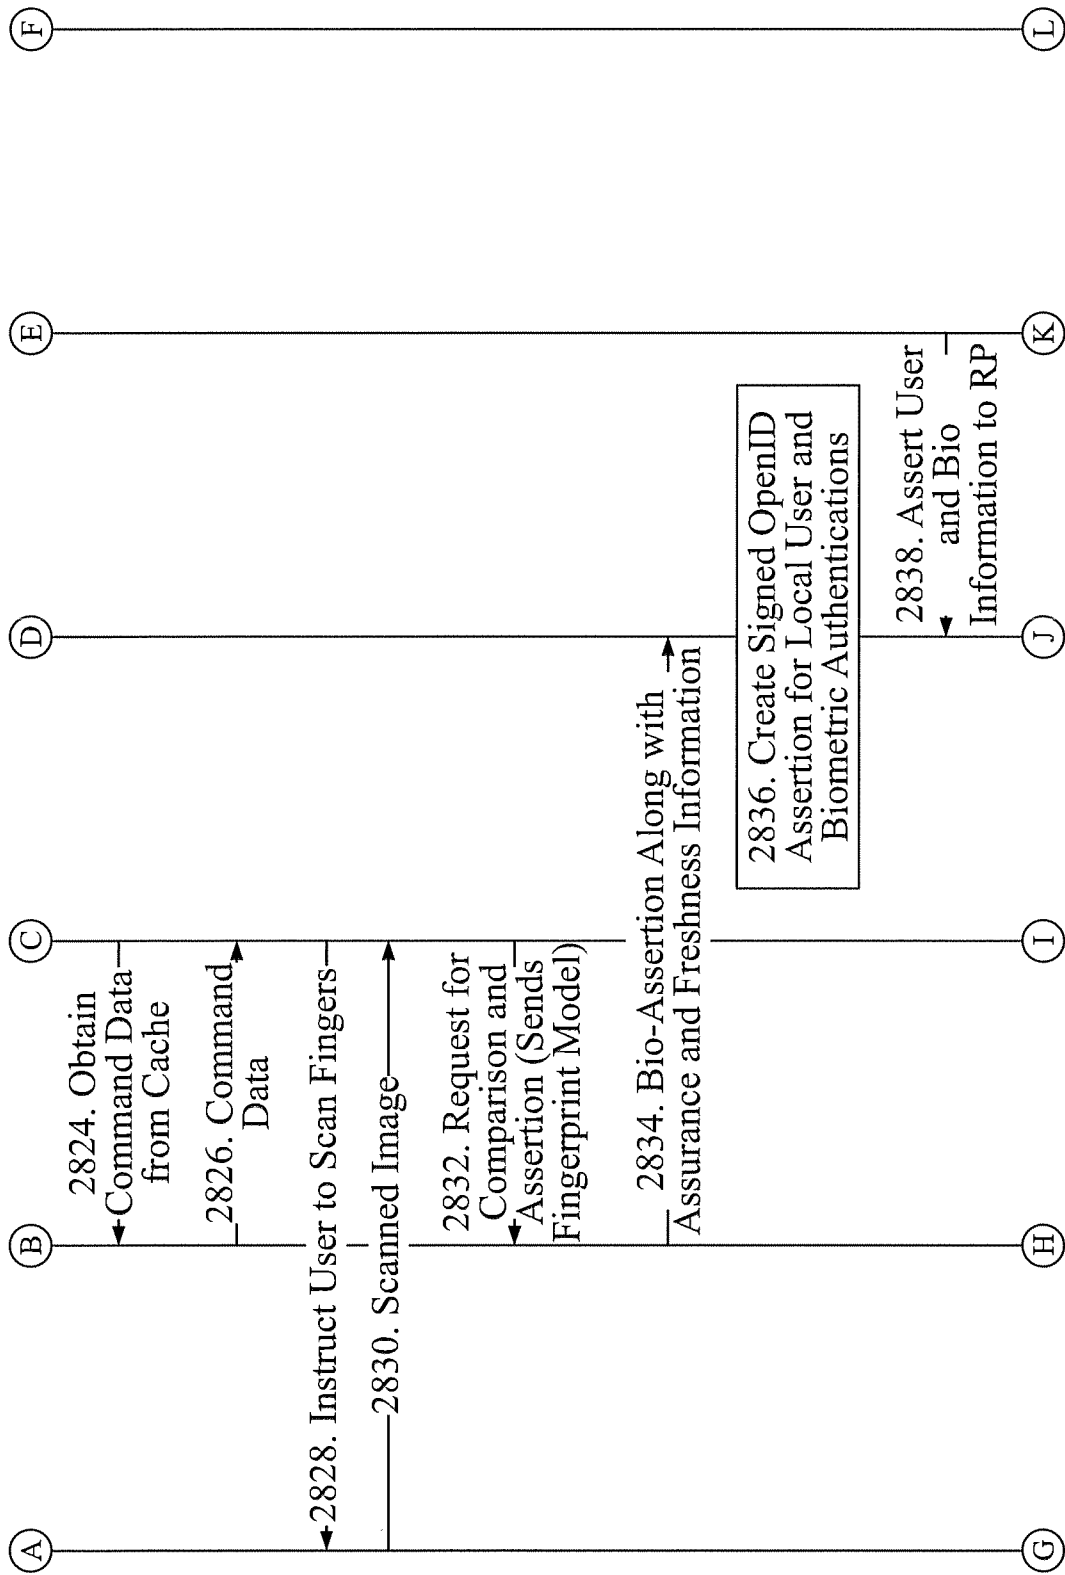 A
B
C
D
E
F
2824. Obtain
Command Data
from Cache
2826. Command
Data
2828. Instruct User to Scan Fingers
2830. Scanned Image
2832. Request for
Comparison and
Assertion (Sends
Fingerprint Model)
2834. Bio-Assertion Along with
Assurance and Freshness Information
2836. Create Signed OpenID
Assertion for Local User and
Biometric Authentications
2838. Assert User
and Bio
Information to RP
G
H
I
J
K
L